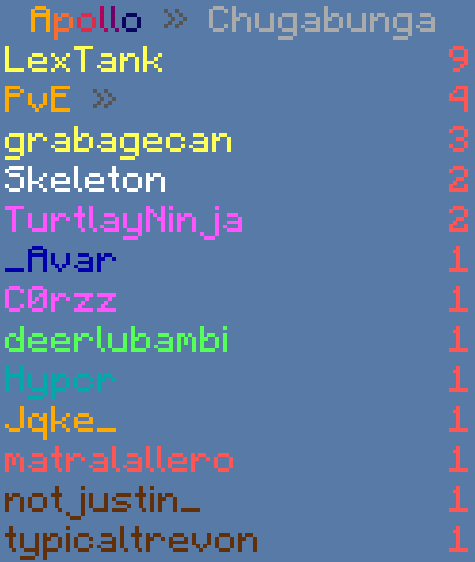 Apollo » Chugabunga
LexTank 9
PvE » 4
grabagecan 3
Skeleton 2
TurtlayNinja 2
_Avar 1
C0rzz 1
deerlubambi 1
Hypor 1
Jqke_ 1
matralallero 1
notjustin_ 1
typicaltrevon 1